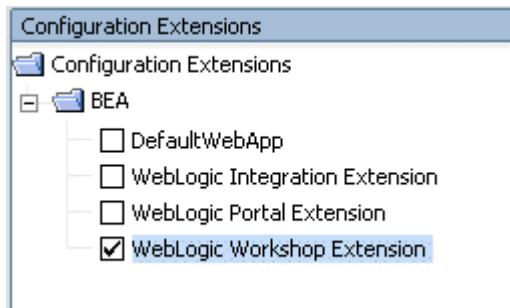 Configuration Extensions
Configuration Extensions
BEA
DefaultWebApp
WebLogic Integration Extension
WebLogic Portal Extension
WebLogic Workshop Extension